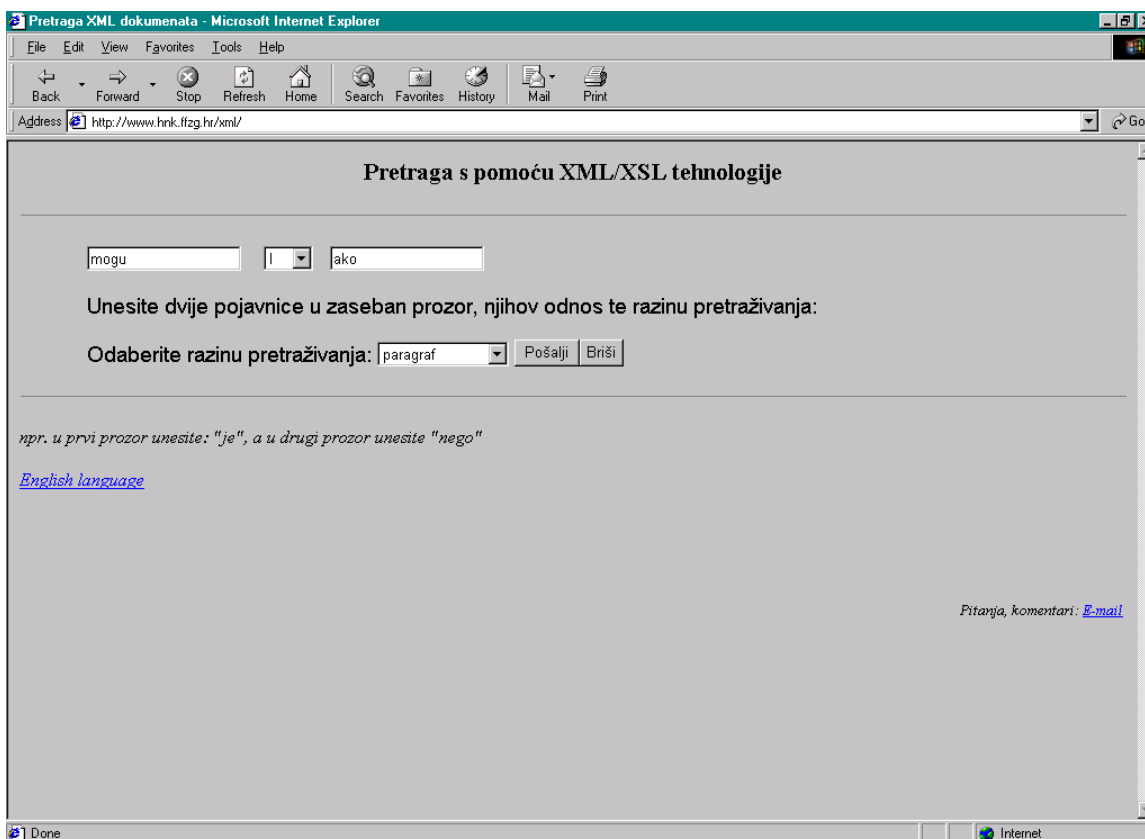 Pretraga XML dokumenata - Microsoft Internet Explorer
File Edit View Favorites Tools Help
Back Forward Stop Refresh Home Search Favorites History Mail Print
Address http://www.hnk.ffzg.hr/xml/ Go
Pretraga s pomoću XML/XSL tehnologije
mogu I ako
Unesite dvije pojavnice u zaseban prozor, njihov odnos te razinu pretraživanja:
Odaberite razinu pretraživanja: paragraf Pošalji Briši
npr. u prvi prozor unesite: "je", a u drugi prozor unesite "nego"
English language
Pitanja, komentari: E-mail
Done Internet